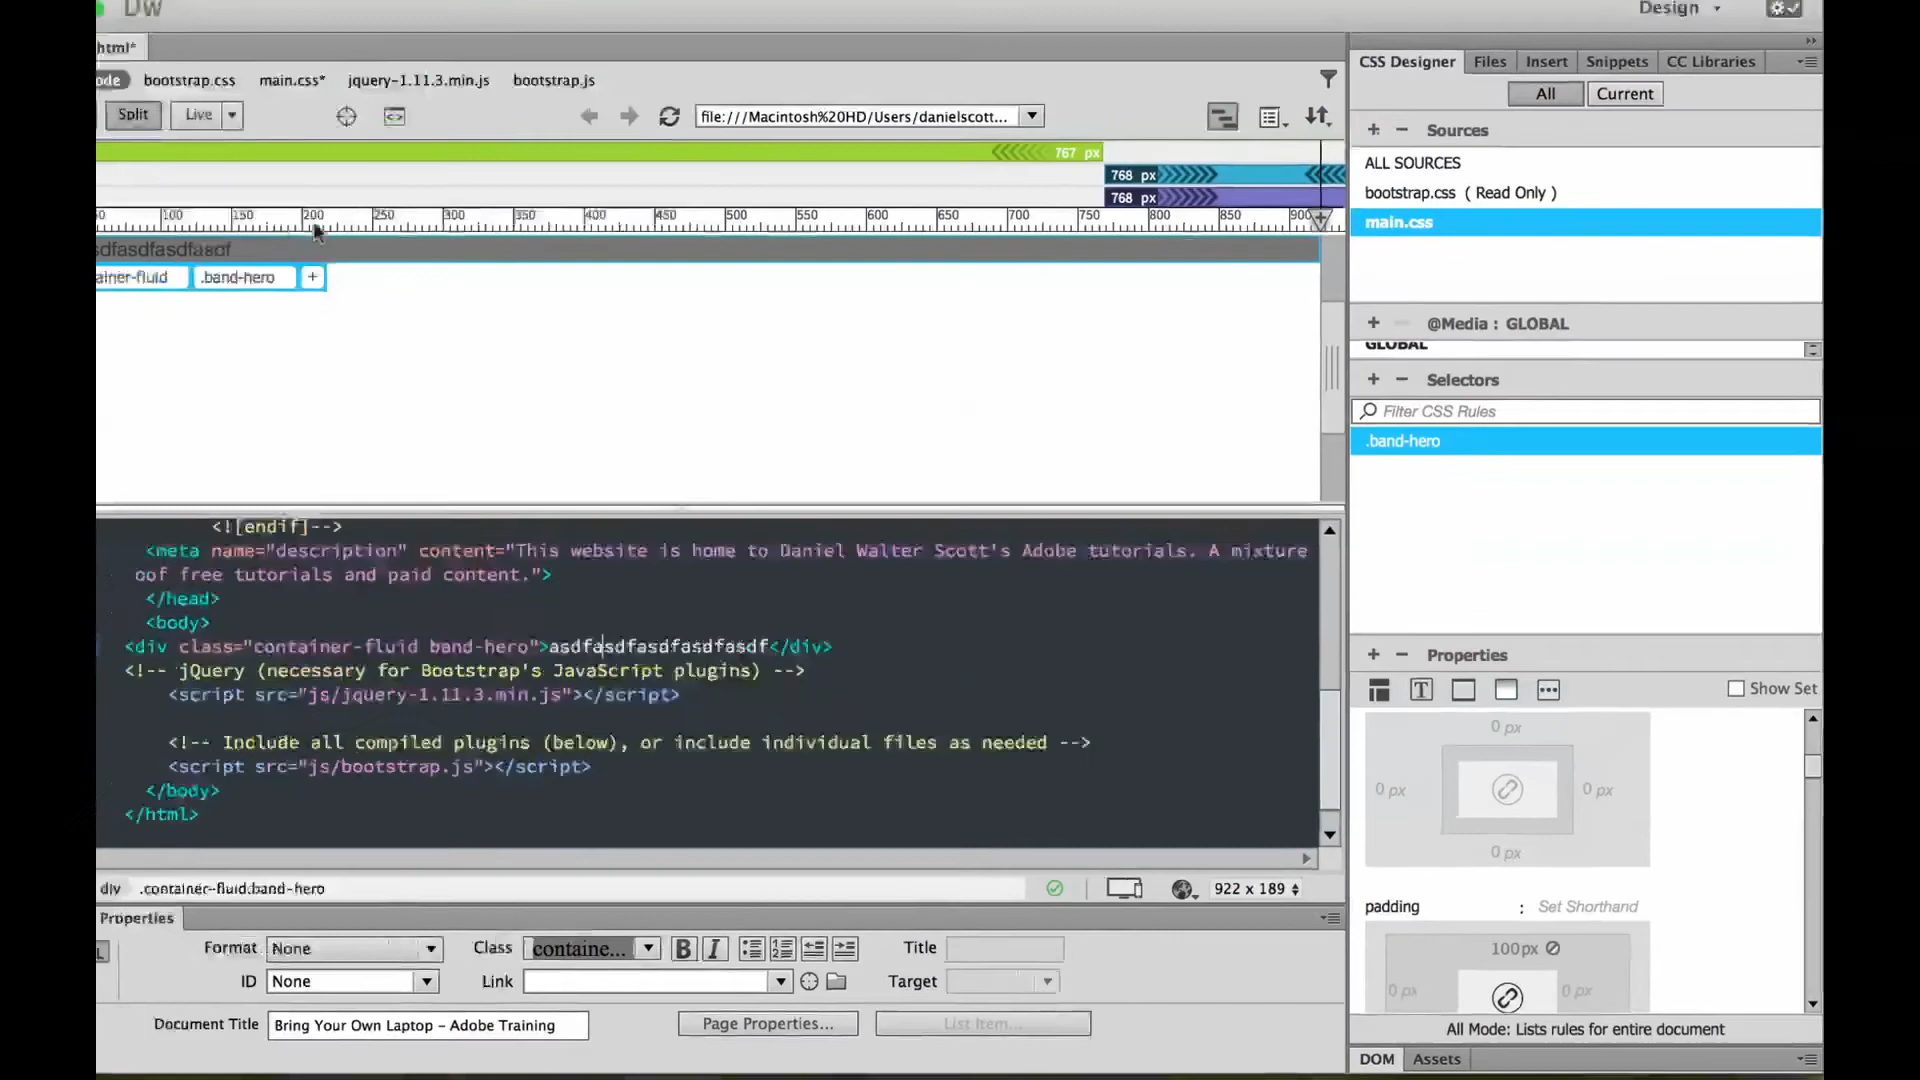 Dw
Design
html*
ode
bootstrap.css
main.css*
jquery-1.11.3.min.js
bootstrap.js
Split
Live
file:///Macintosh%20HD/Users/danielscott...
767 px
768 px
768 px
100 150 200 250 300 350 400 450 500 550 600 650 700 750 800 850 900
sdfasdfasdfasdf
ainer-fluid
.band-hero
+
<![endif]-->
<meta name="description" content="This website is home to Daniel Walter Scott's Adobe tutorials. A mixture
oof free tutorials and paid content.">
</head>
<body>
<div class="container-fluid band-hero">asdfasdfasdfasdfasdf</div>
<!-- jQuery (necessary for Bootstrap's JavaScript plugins) -->
<script src="js/jquery-1.11.3.min.js"></script>
<!-- Include all compiled plugins (below), or include individual files as needed -->
<script src="js/bootstrap.js"></script>
</body>
</html>
div
.container-fluid.band-hero
922 x 189
Properties
L
Format None
Class containe...
B I
Title
ID None
Link
Target
Document Title Bring Your Own Laptop - Adobe Training
Page Properties...
List Item...
CSS Designer Files Insert Snippets CC Libraries
All Current
+ - Sources
ALL SOURCES
bootstrap.css ( Read Only )
main.css
+ - @Media : GLOBAL
GLOBAL
+ - Selectors
Filter CSS Rules
.band-hero
+ - Properties
T
Show Set
0 px
0 px
0 px
0 px
padding : Set Shorthand
100px
0 px
0 px
All Mode: Lists rules for entire document
DOM Assets